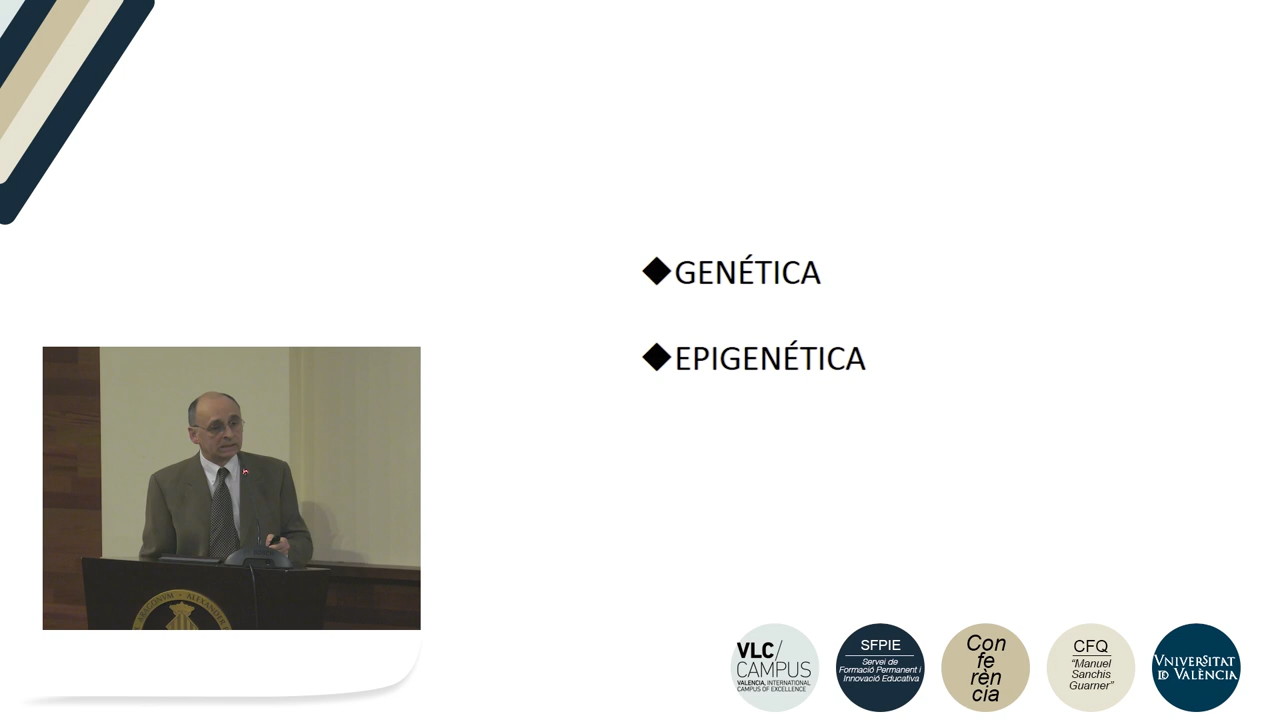 ◆GENÉTICA
◆EPIGENÉTICA
VLC/
CAMPUS
VALENCIA, INTERNATIONAL
CAMPUS OF EXCELLENCE
SFPIE
Servei de
Formació Permanent i
Innovació Educativa
Con
fe
rèn
cia
CFQ
“Manuel
Sanchis
Guarner”
VNIVERSITAT
ID VALÈNCIA